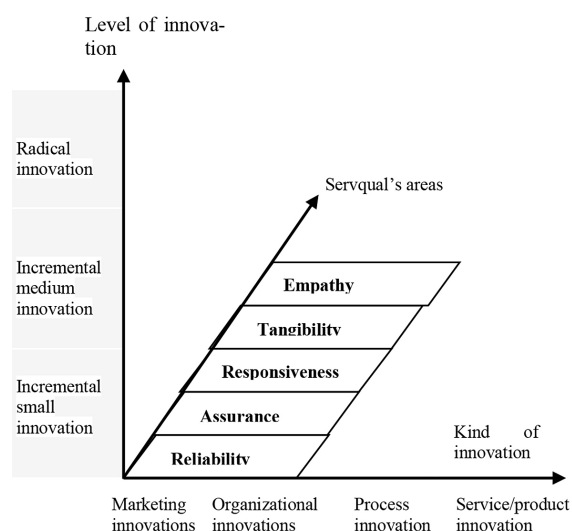 Level of innova-
tion
Radical
innovation
Servqual's areas
Incremental
medium
innovation
Empathy
Tangibility
Responsiveness
Incremental
small
innovation
Assurance
Reliability
Kind of
innovation
Marketing
innovations
Organizational
innovations
Process
innovation
Service/product
innovation